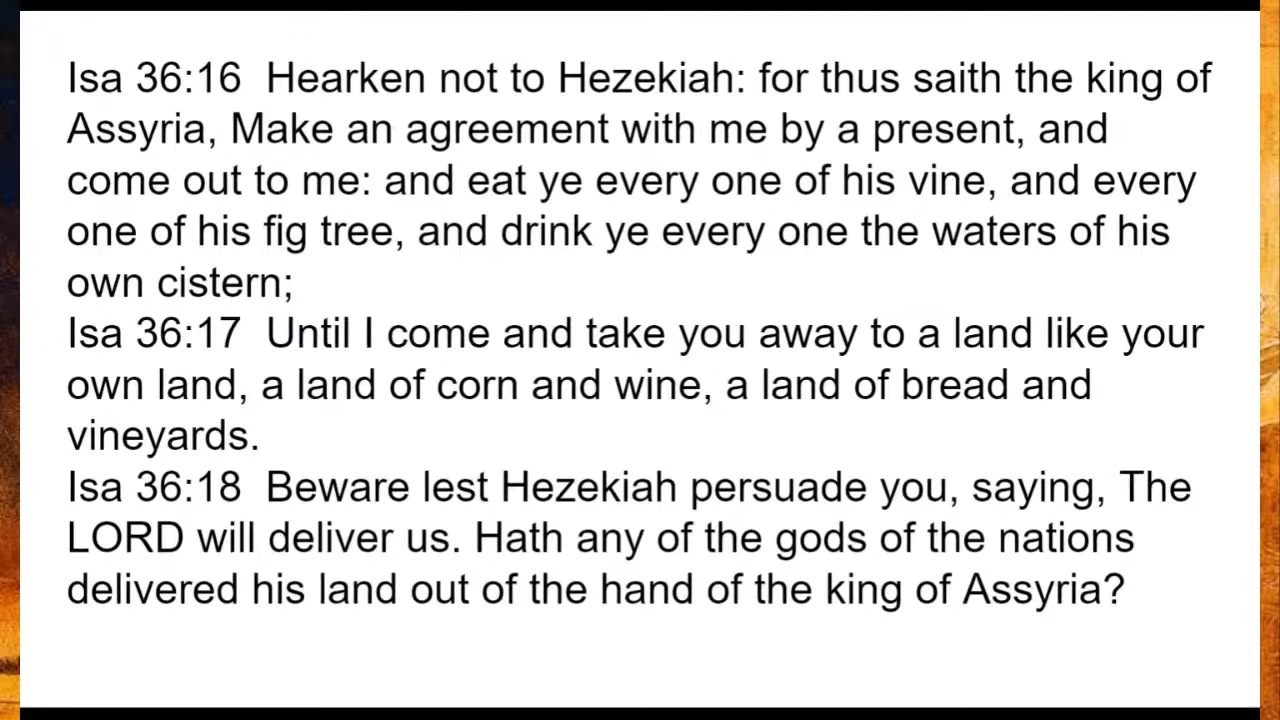 Isa 36:16  Hearken not to Hezekiah: for thus saith the king of
Assyria, Make an agreement with me by a present, and
come out to me: and eat ye every one of his vine, and every
one of his fig tree, and drink ye every one the waters of his
own cistern;
Isa 36:17  Until I come and take you away to a land like your
own land, a land of corn and wine, a land of bread and
vineyards.
Isa 36:18  Beware lest Hezekiah persuade you, saying, The
LORD will deliver us. Hath any of the gods of the nations
delivered his land out of the hand of the king of Assyria?